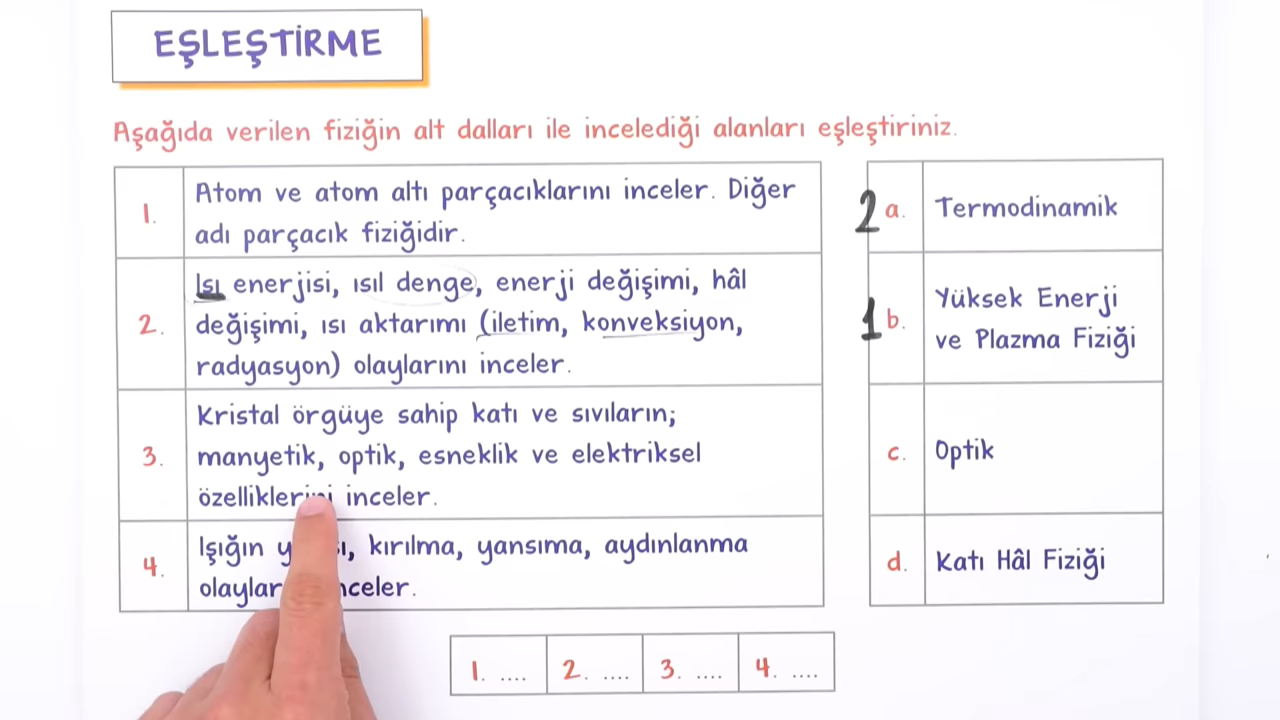 EŞLEŞTİRME
Aşağıda verilen fiziğin alt dalları ile incelediği alanları eşleştiriniz.
1.
Atom ve atom altı parçacıklarını inceler. Diğer
adı parçacık fiziğidir.
2.
Isı enerjisi, ısıl denge, enerji değişimi, hâl
değişimi, ısı aktarımı (iletim, konveksiyon,
radyasyon) olaylarını inceler.
3.
Kristal örgüye sahip katı ve sıvıların;
manyetik, optik, esneklik ve elektriksel
özelliklerini inceler.
4.
Işığın kırılma, yansıma, aydınlanma
inceler.
2 a. Termodinamik
1 b. Yüksek Enerji
ve Plazma Fiziği
c. Optik
d. Katı Hâl Fiziği
1. .... 2. .... 3. .... 4. ....